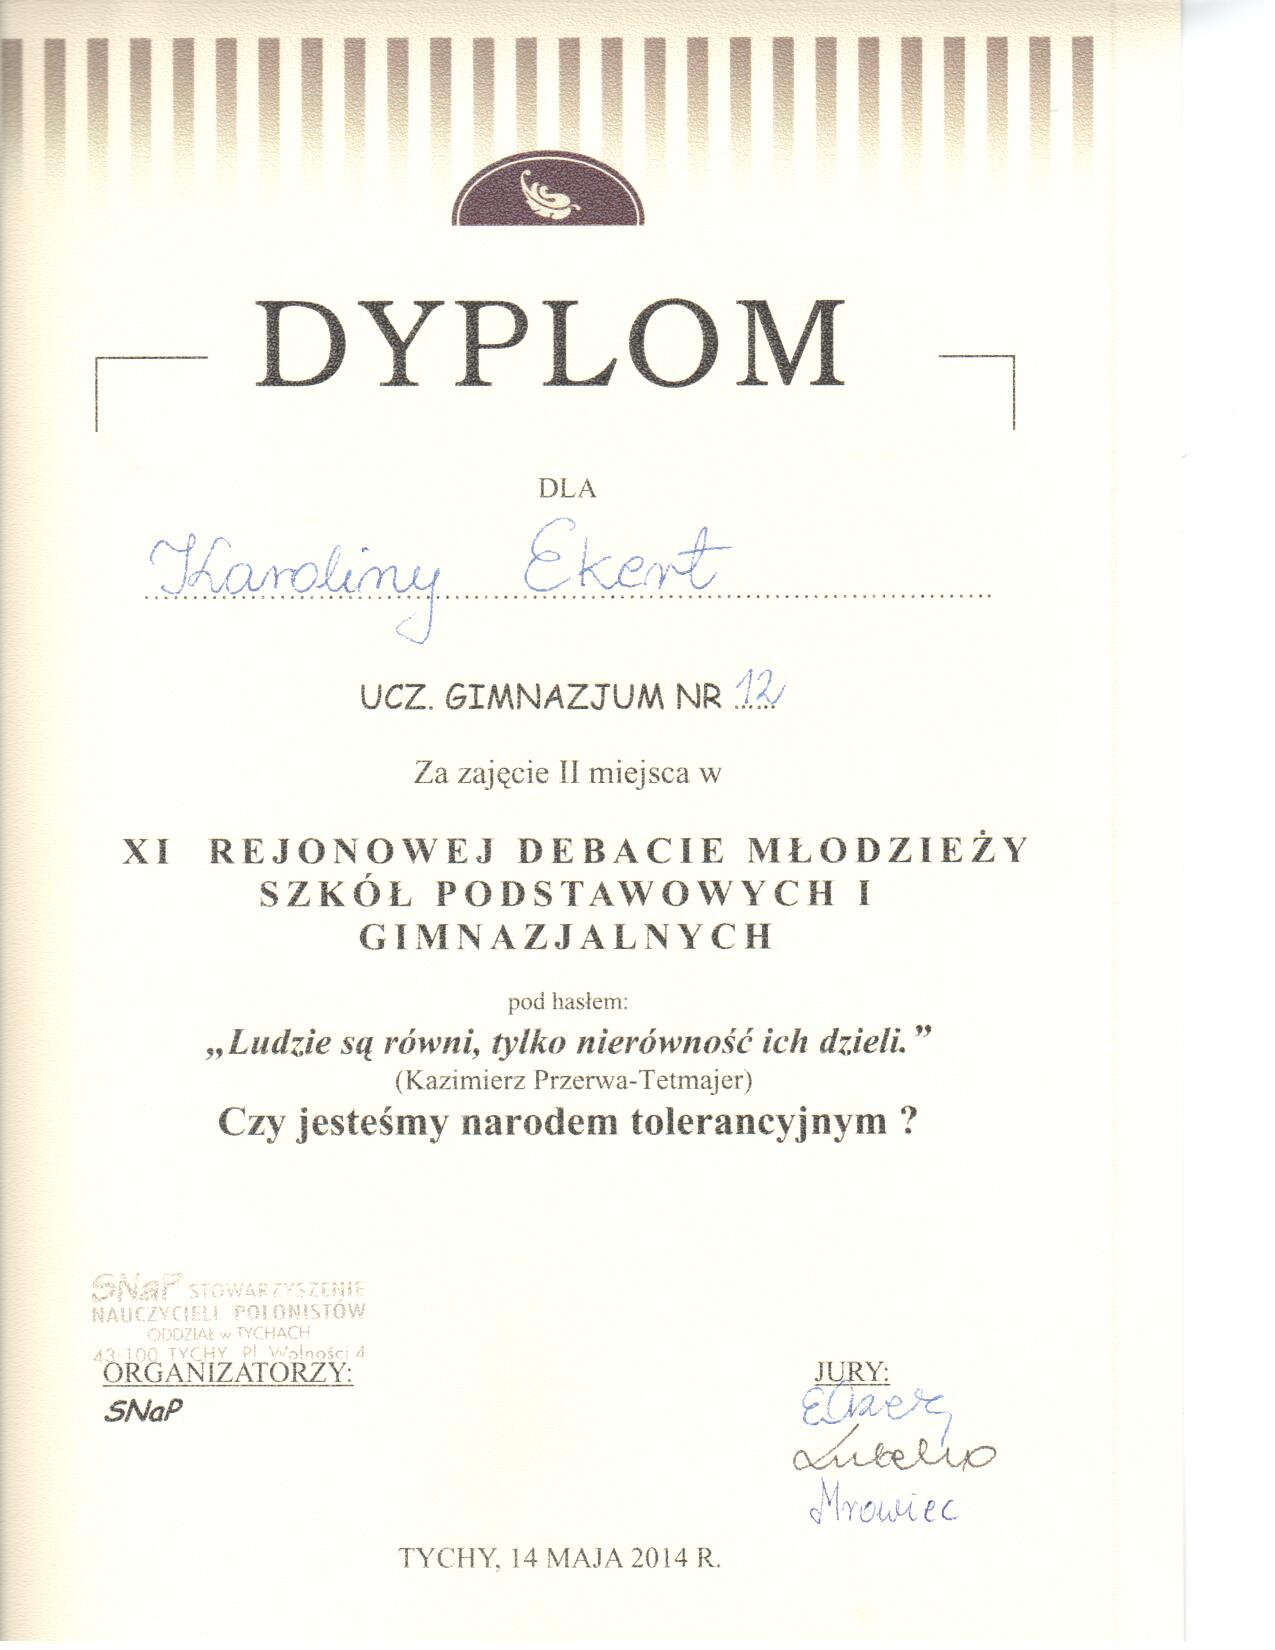 DYPLOM
DLA
Karoliny Ekert
UCZ. GIMNAZJUM NR 12
Za zajęcie II miejsca w
XI REJONOWEJ DEBACIE MŁODZIEŻY
SZKÓŁ PODSTAWOWYCH I
GIMNAZJALNYCH
pod hasłem:
„Ludzie są równi, tylko nierówność ich dzieli.”
(Kazimierz Przerwa-Tetmajer)
Czy jesteśmy narodem tolerancyjnym ?
SNaP STOWARZYSZENIE
NAUCZYCIELI POLONISTÓW
ODDZIAŁ w TYCHACH
43-100 TYCHY Pl. Wolności 4
ORGANIZATORZY:
SNaP
JURY:
Mrowiec
TYCHY, 14 MAJA 2014 R.